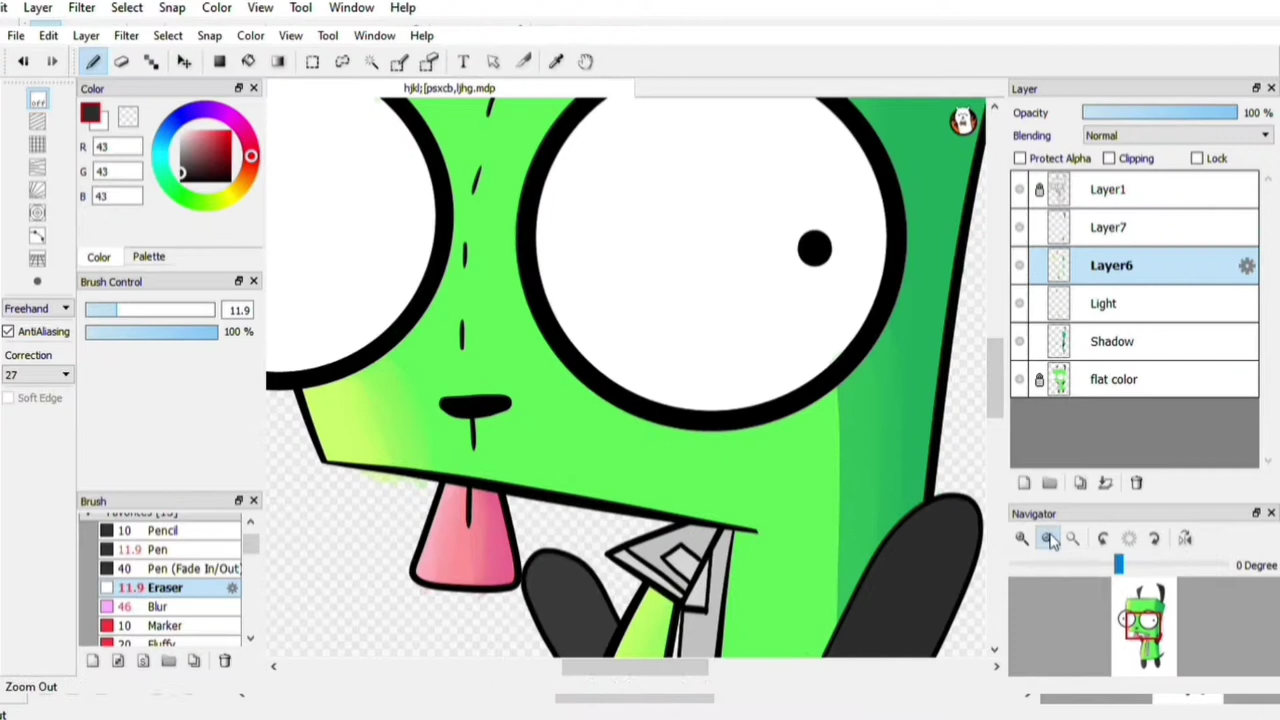 it Layer Filter Select Snap Color View Tool Window Help
File Edit Layer Filter Select Snap Color View Tool Window Help
Color
hjkl;[psxcb,ljhg.mdp
Layer
off
Opacity 100 %
R 43
Blending Normal
G 43
Protect Alpha Clipping Lock
B 43
Layer1
Layer7
Color Palette
Layer6
Brush Control
Light
Freehand 11.9
AntiAliasing 100 %
Shadow
Correction
27
flat color
Soft Edge
Brush
Navigator
10 Pencil
11.9 Pen
0 Degree
40 Pen (Fade In/Out)
11.9 Eraser
46 Blur
10 Marker
20 Fluffy
Zoom Out